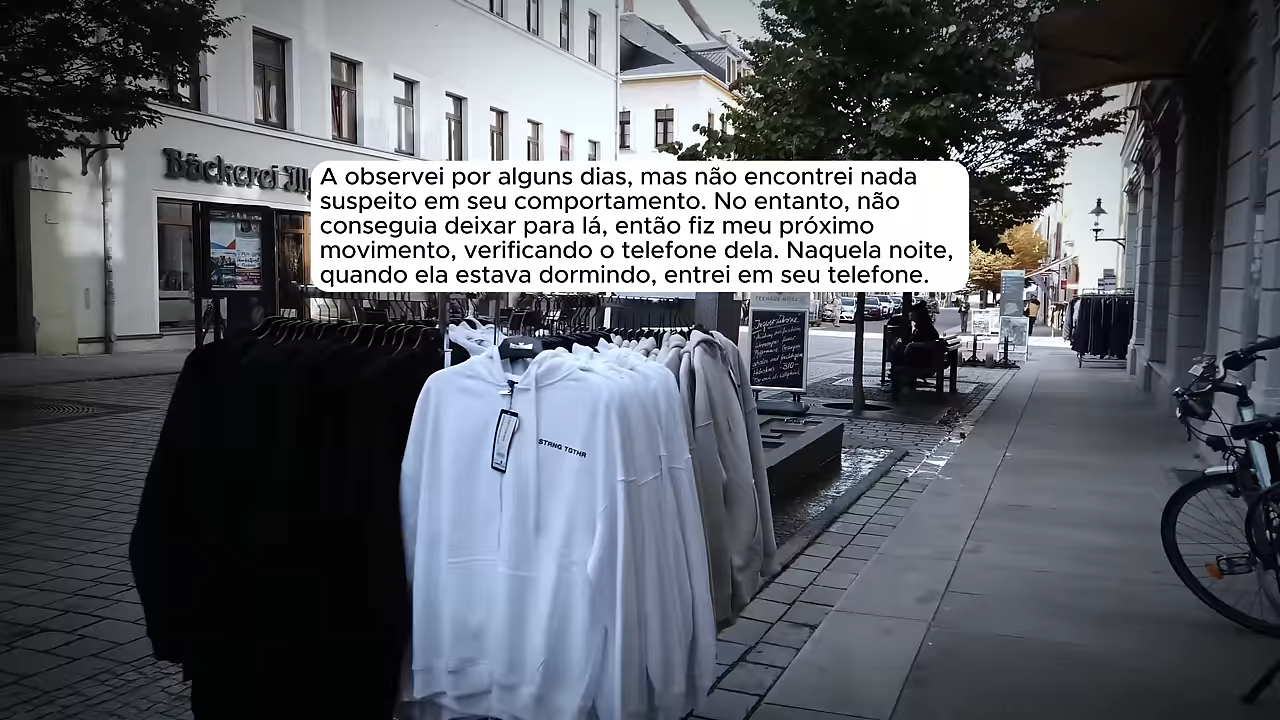 Bäckerei
A observei por alguns dias, mas não encontrei nada
suspeito em seu comportamento. No entanto, não
conseguia deixar para lá, então fiz meu próximo
movimento, verificando o telefone dela. Naquela noite,
quando ela estava dormindo, entrei em seu telefone.
STRNG TGTHR